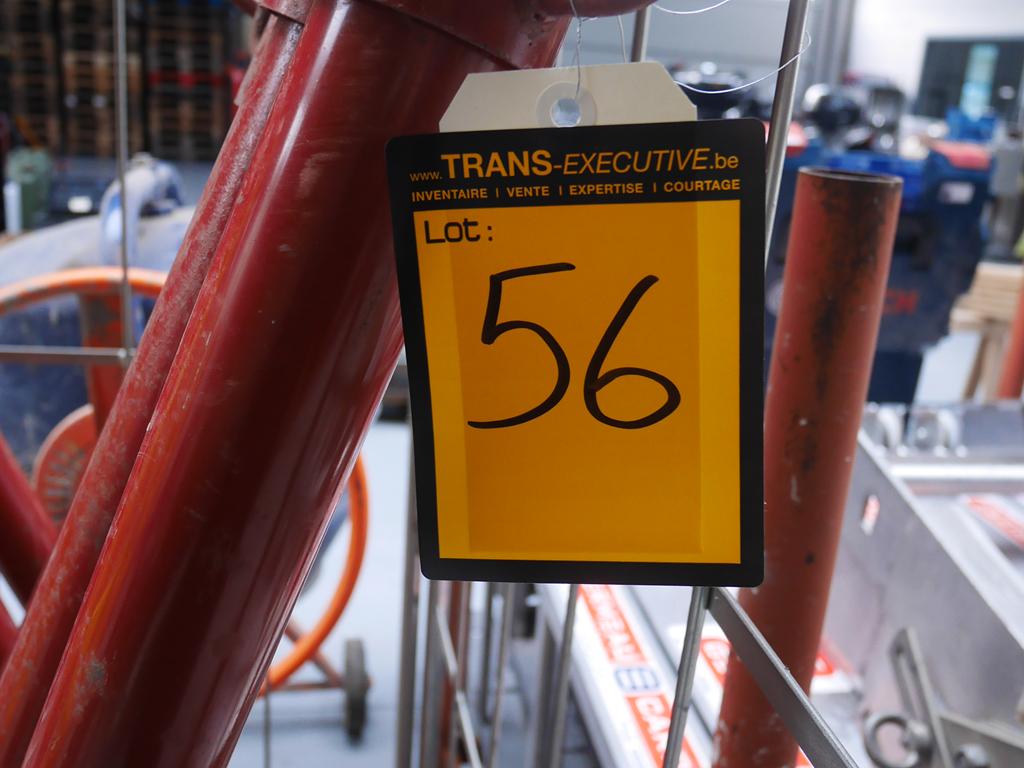 www.TRANS-EXECUTIVE.be
INVENTAIRE | VENTE | EXPERTISE | COURTAGE
Lot:
56